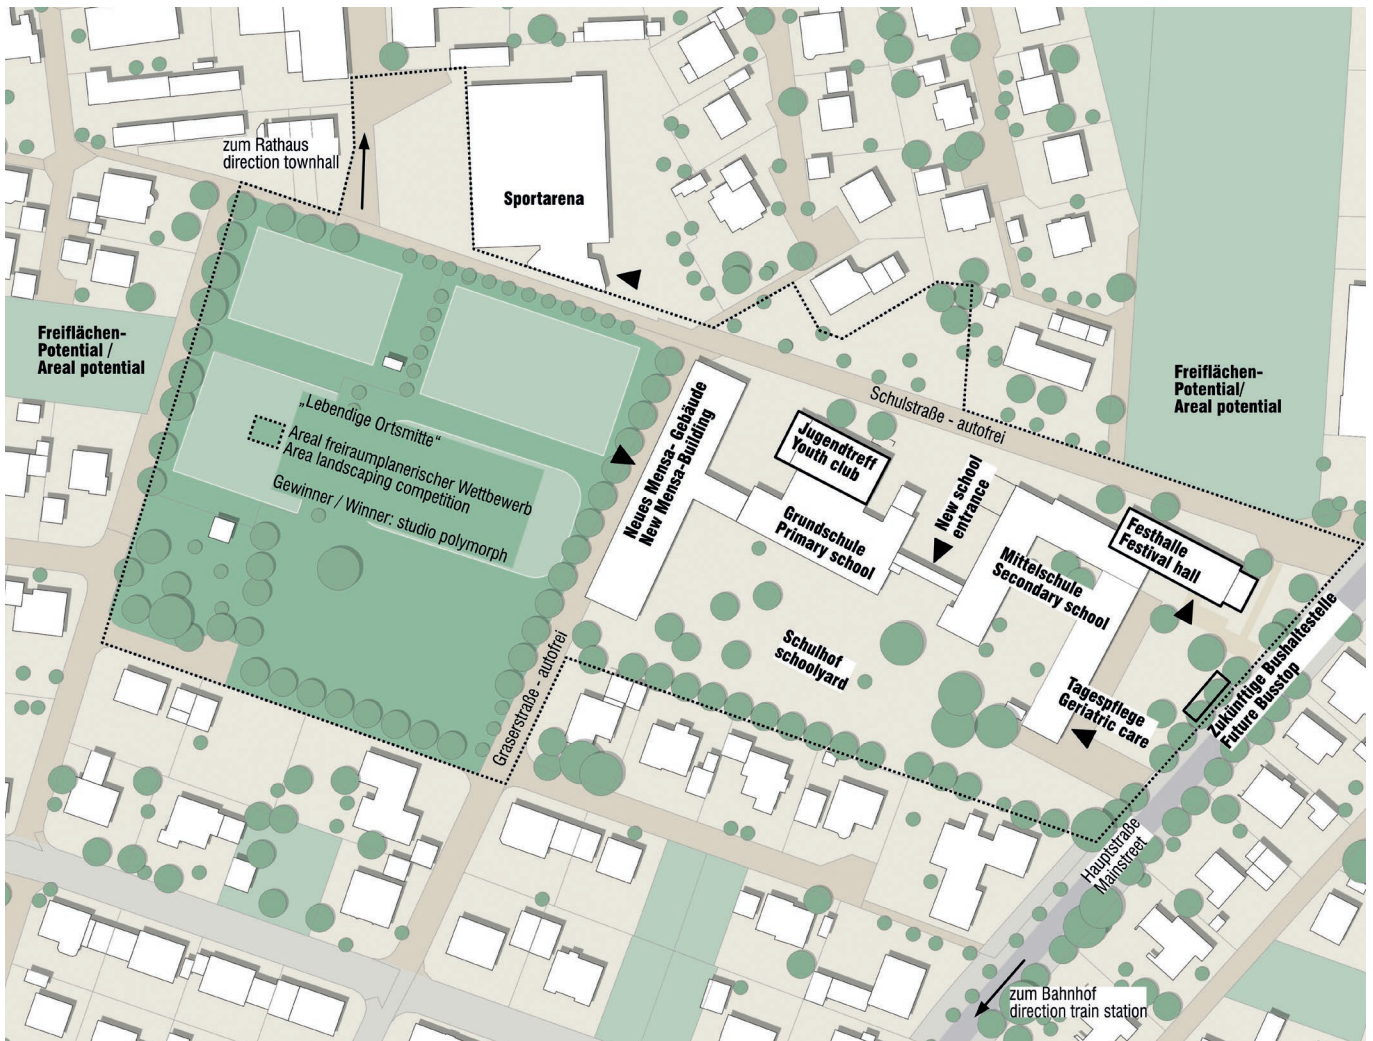 zum Rathaus
direction townhall
Sportarena
Freiflächen-
Potential /
Areal potential
Freiflächen-
Potential/
Areal potential
„Lebendige Ortsmitte“
Areal freiraumplanerischer Wettbewerb
Area landscaping competition
Gewinner / Winner: studio polymorph
Neues Mensa- Gebäude
New Mensa-Building
Schulstraße - autofrei
Jugendtreff
Youth club
Grundschule
Primary school
New school
entrance
Mittelschule
Secondary school
Festhalle
Festival hall
Schulhof
schoolyard
Tagespflege
Geriatric care
Zukünftige Bushaltestelle
Future Busstop
Graserstraße - autofrei
Hauptstraße
Mainstreet
zum Bahnhof
direction train station